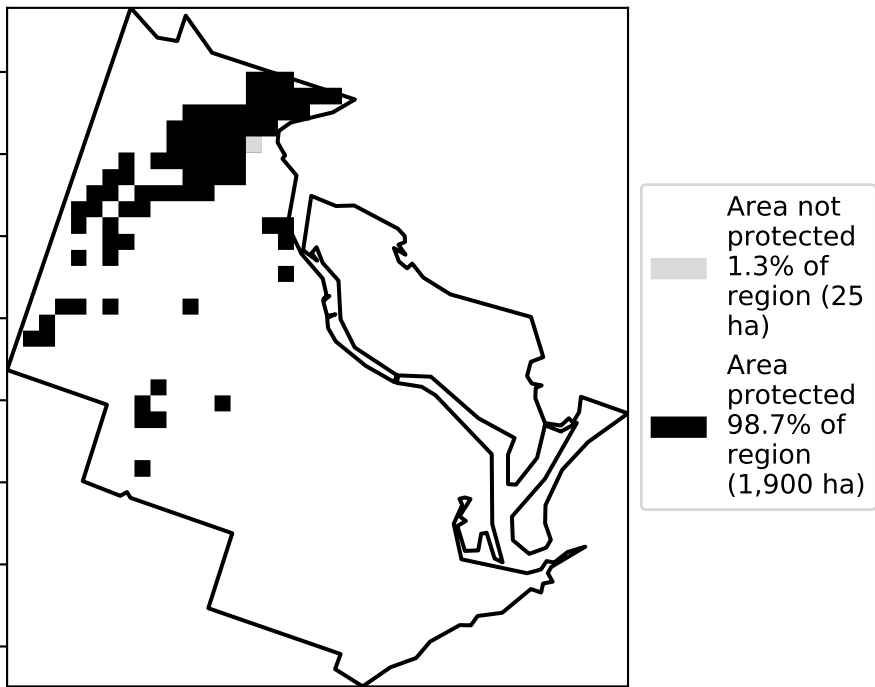 Area not
protected
1.3% of
region (25
ha)
Area
protected
98.7% of
region
(1,900 ha)